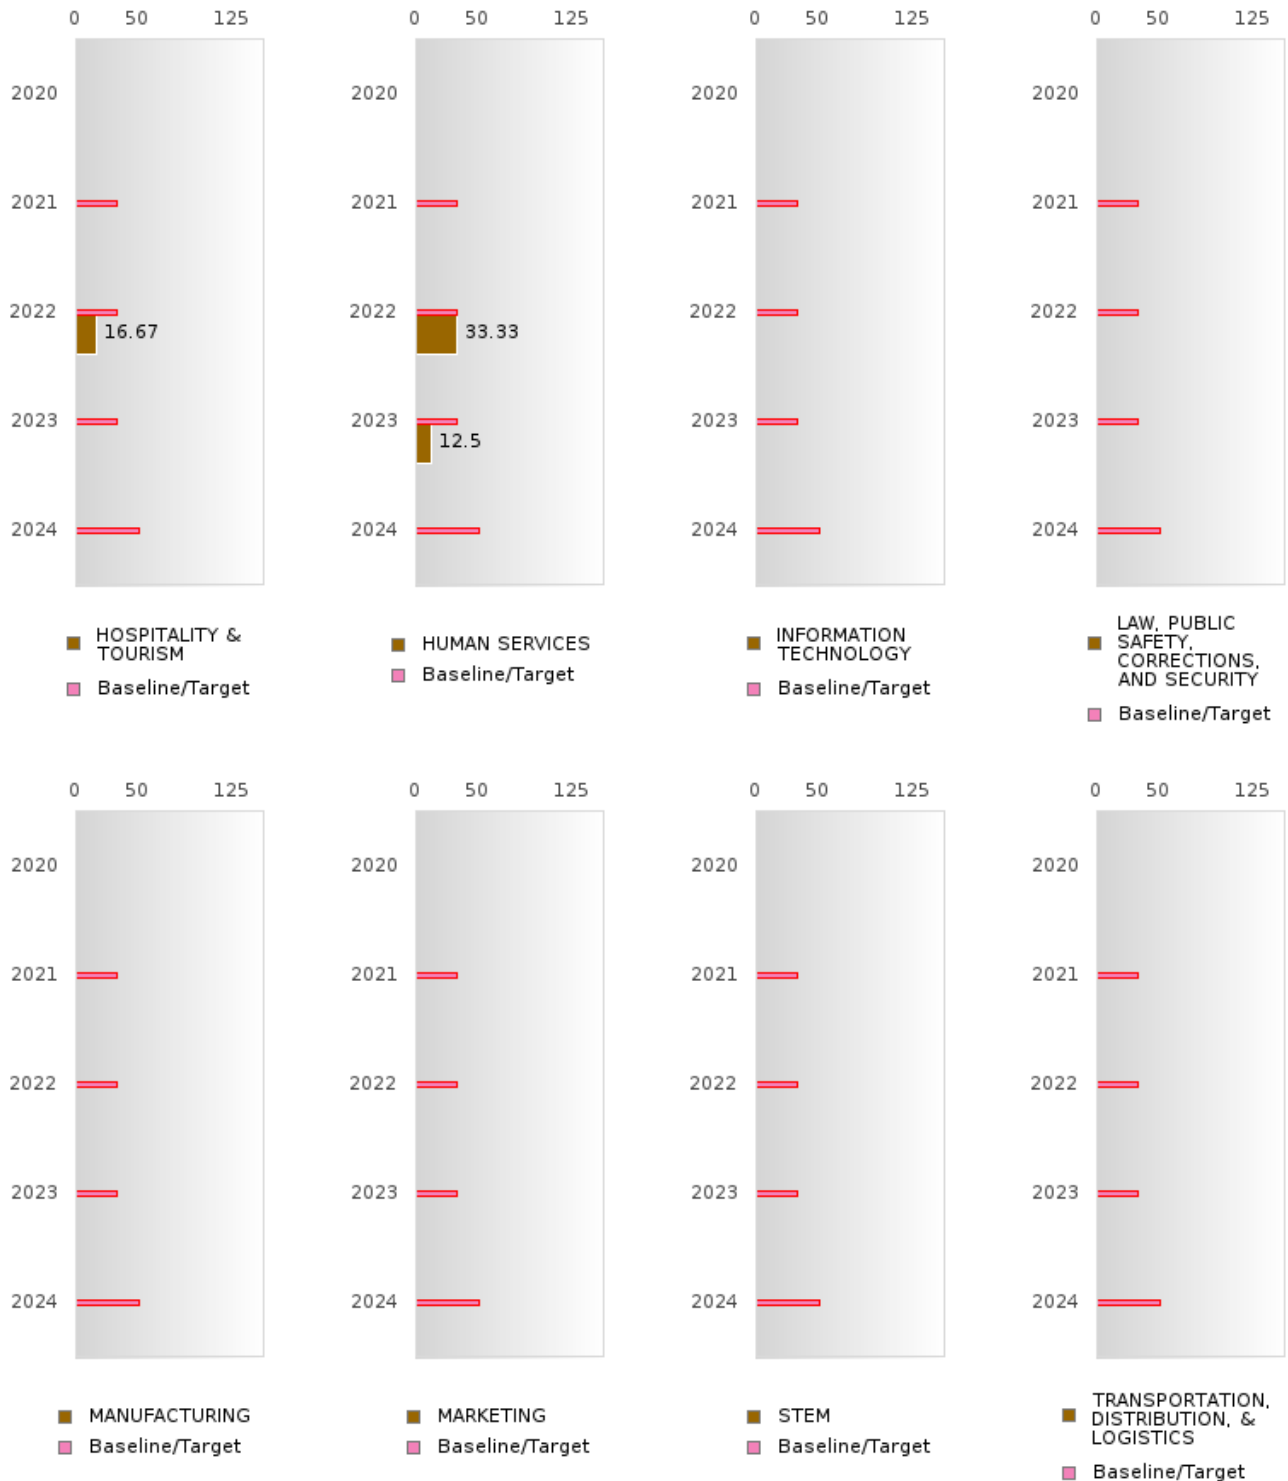 0 50 125 0 50 125 0 50 125 0 50 125
2020 2020 2020 2020
2021 2021 2021 2021
2022 2022 2022 2022
16.67 33.33
2023 2023 2023 2023
12.5
2024 2024 2024 2024
HOSPITALITY &
TOURISM
Baseline/Target
HUMAN SERVICES
Baseline/Target
INFORMATION
TECHNOLOGY
Baseline/Target
LAW, PUBLIC
SAFETY,
CORRECTIONS,
AND SECURITY
Baseline/Target
0 50 125 0 50 125 0 50 125 0 50 125
2020 2020 2020 2020
2021 2021 2021 2021
2022 2022 2022 2022
2023 2023 2023 2023
2024 2024 2024 2024
MANUFACTURING
Baseline/Target
MARKETING
Baseline/Target
STEM
Baseline/Target
TRANSPORTATION,
DISTRIBUTION, &
LOGISTICS
Baseline/Target